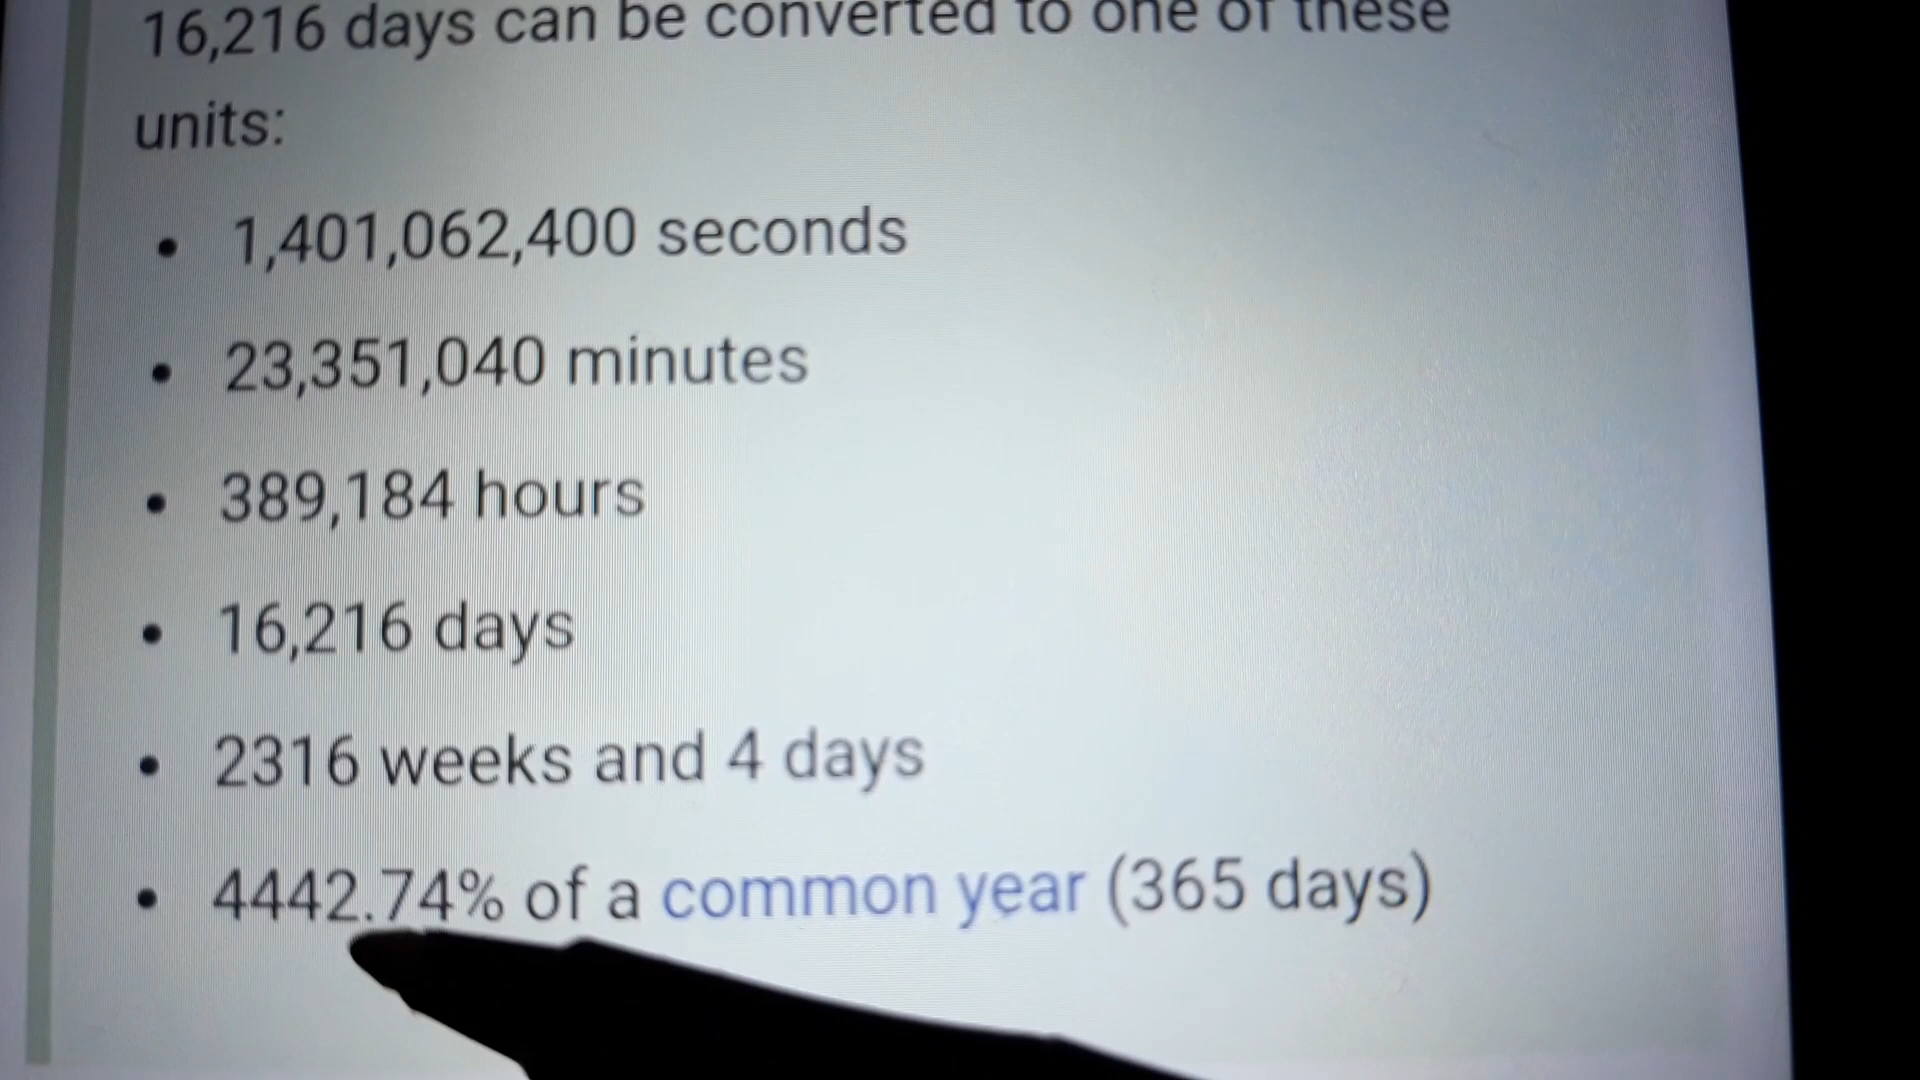 16,216 days can be converted to one of these
units:
• 1,401,062,400 seconds
• 23,351,040 minutes
• 389,184 hours
• 16,216 days
• 2316 weeks and 4 days
• 4442.74% of a common year (365 days)